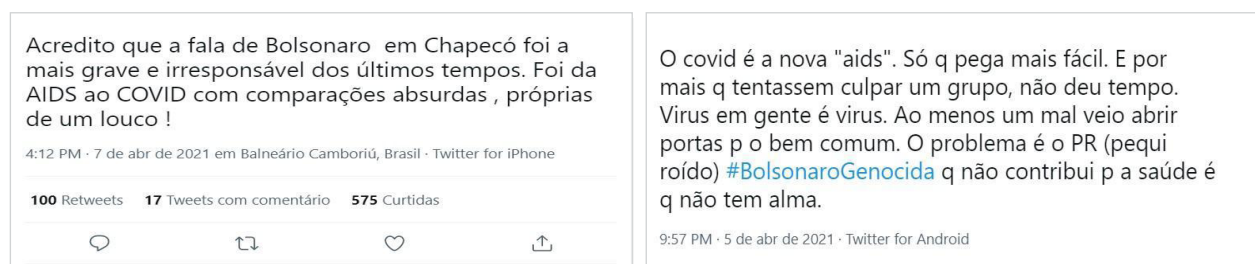 Acredito que a fala de Bolsonaro em Chapecó foi a
mais grave e irresponsável dos últimos tempos. Foi da
AIDS ao COVID com comparações absurdas , próprias
de um louco !
4:12 PM · 7 de abr de 2021 em Balneário Camboriú, Brasil · Twitter for iPhone
100 Retweets 17 Tweets com comentário 575 Curtidas
O covid é a nova "aids". Só q pega mais fácil. E por
mais q tentassem culpar um grupo, não deu tempo.
Virus em gente é virus. Ao menos um mal veio abrir
portas p o bem comum. O problema é o PR (pequi
roído) #BolsonaroGenocida q não contribui p a saúde é
q não tem alma.
9:57 PM · 5 de abr de 2021 · Twitter for Android